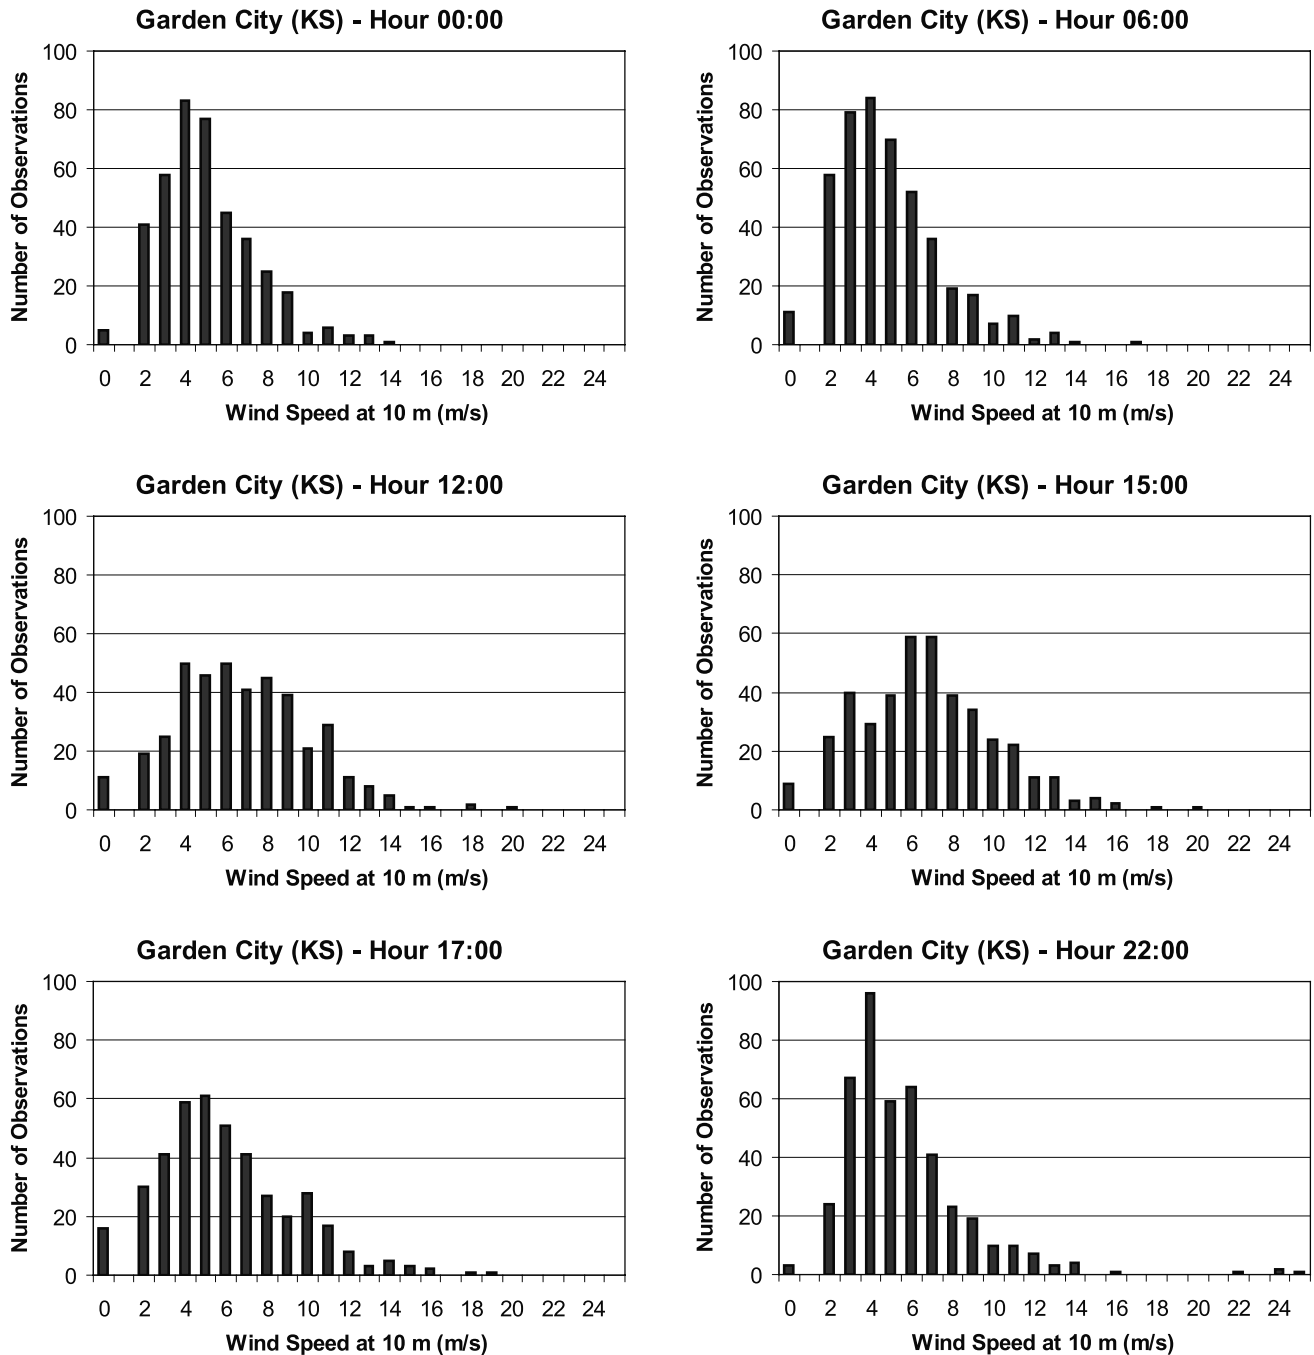 Garden City (KS) - Hour 00:00
Number of Observations
100
80
60
40
20
0
0 2 4 6 8 10 12 14 16 18 20 22 24
Wind Speed at 10 m (m/s)
Garden City (KS) - Hour 06:00
Number of Observations
100
80
60
40
20
0
0 2 4 6 8 10 12 14 16 18 20 22 24
Wind Speed at 10 m (m/s)
Garden City (KS) - Hour 12:00
Number of Observations
100
80
60
40
20
0
0 2 4 6 8 10 12 14 16 18 20 22 24
Wind Speed at 10 m (m/s)
Garden City (KS) - Hour 15:00
Number of Observations
100
80
60
40
20
0
0 2 4 6 8 10 12 14 16 18 20 22 24
Wind Speed at 10 m (m/s)
Garden City (KS) - Hour 17:00
Number of Observations
100
80
60
40
20
0
0 2 4 6 8 10 12 14 16 18 20 22 24
Wind Speed at 10 m (m/s)
Garden City (KS) - Hour 22:00
Number of Observations
100
80
60
40
20
0
0 2 4 6 8 10 12 14 16 18 20 22 24
Wind Speed at 10 m (m/s)